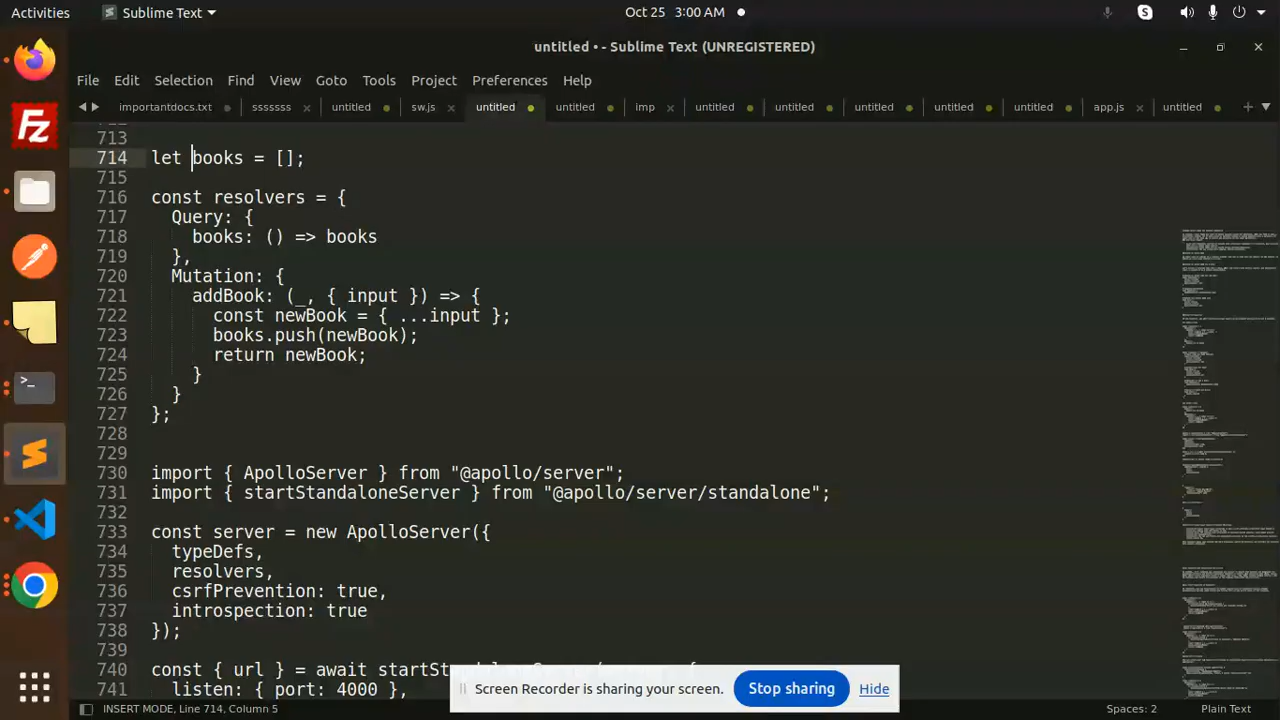 Activities
Sublime Text
Oct 25 3:00 AM
untitled • - Sublime Text (UNREGISTERED)
File Edit Selection Find View Goto Tools Project Preferences Help
importantdocs.txt sssssss untitled sw.js untitled untitled imp untitled untitled untitled untitled untitled app.js untitled
713
714 let books = [];
715
716 const resolvers = {
717 Query: {
718 books: () => books
719 },
720 Mutation: {
721 addBook: (_, { input }) => {
722 const newBook = { ...input };
723 books.push(newBook);
724 return newBook;
725 }
726 }
727 };
728
729
730 import { ApolloServer } from "@apollo/server";
731 import { startStandaloneServer } from "@apollo/server/standalone";
732
733 const server = new ApolloServer({
734 typeDefs,
735 resolvers,
736 csrfPrevention: true,
737 introspection: true
738 });
739
740 const { url } = await
741 listen: { port: 4000 },
Screen Recorder is sharing your screen.
Stop sharing
Hide
INSERT MODE, Line 714, Column 5
Spaces: 2
Plain Text